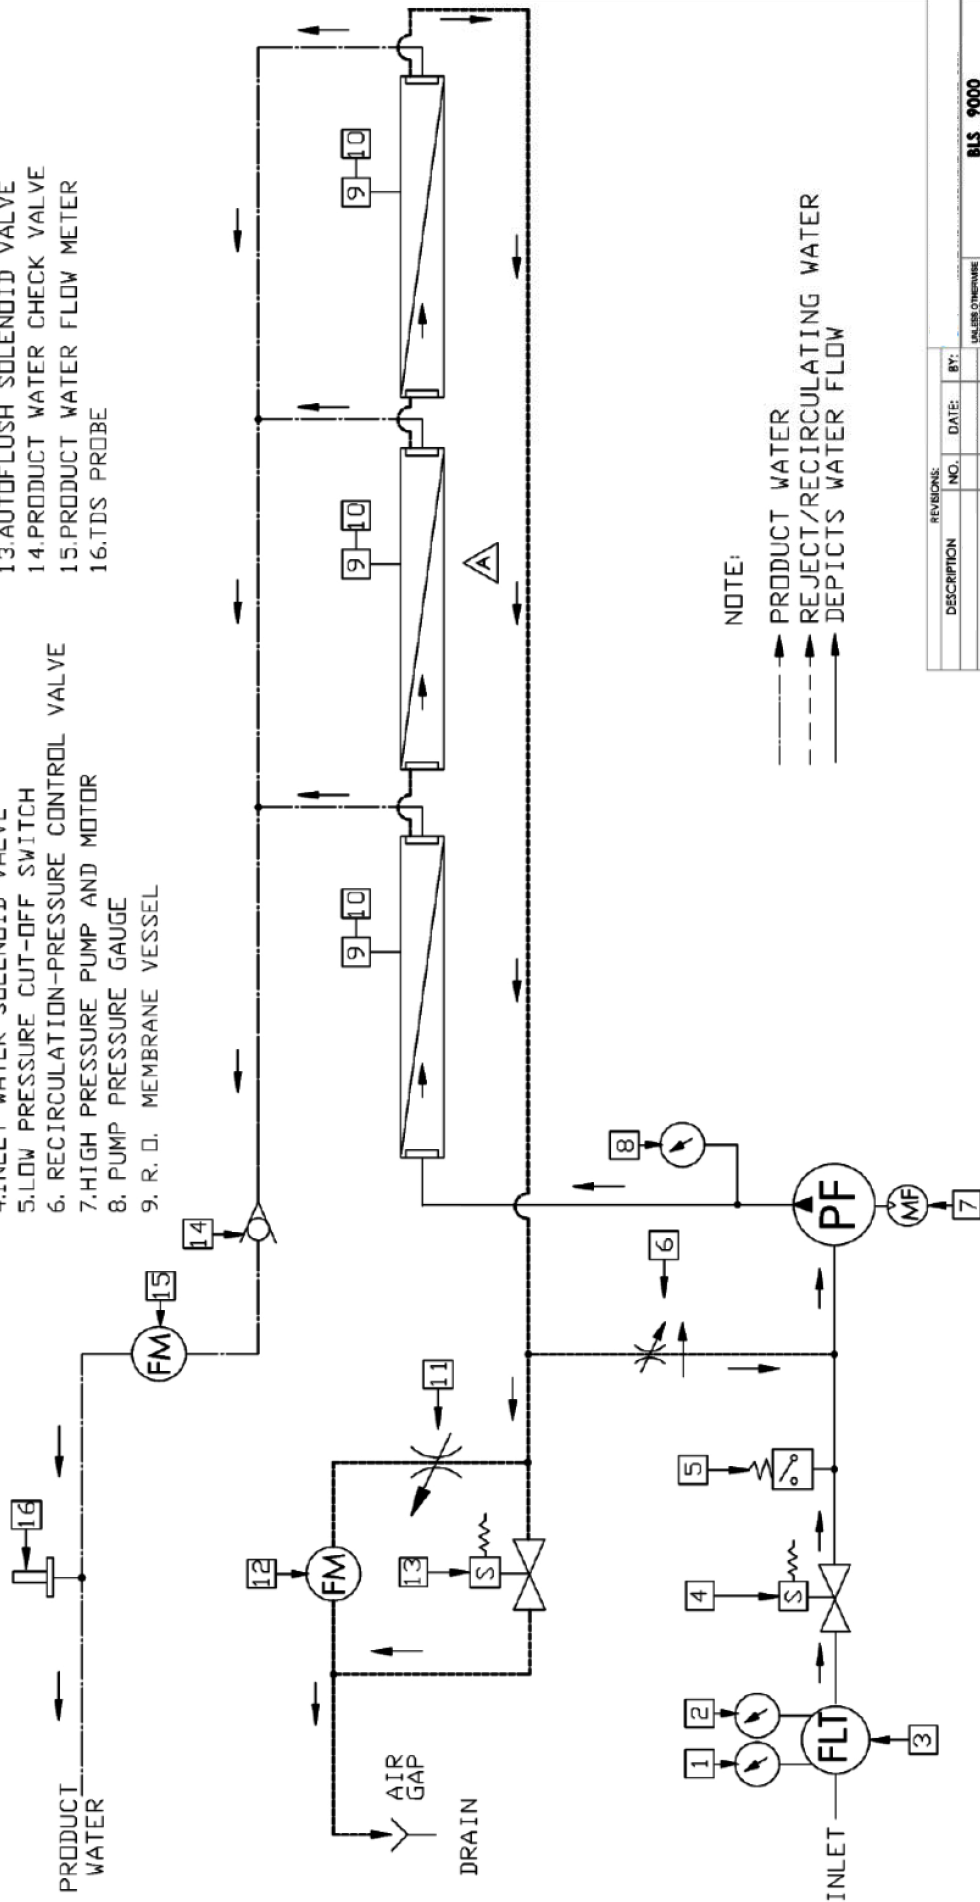 4.INLET WATER SOLENOID VALVE
5.LOW PRESSURE CUT-OFF SWITCH
6. RECIRCULATION-PRESSURE CONTROL VALVE
7.HIGH PRESSURE PUMP AND MOTOR
8. PUMP PRESSURE GAUGE
9. R. O. MEMBRANE VESSEL
13.AUTOFLUSH SOLENOID VALVE
14.PRODUCT WATER CHECK VALVE
15.PRODUCT WATER FLOW METER
16.TDS PROBE
16
PRODUCT
WATER
15
FM
14
9 10
9 10
9 10
A
12
FM
11
13
S
AIR
GAP
DRAIN
6
8
1
2
4
S
5
INLET
FLT
3
PF
MF
7
NOTE:
PRODUCT WATER
REJECT/RECIRCULATING WATER
DEPICTS WATER FLOW
REVISIONS:
DESCRIPTION NO. DATE: BY:
UNLESS OTHERWISE
BLS 9000